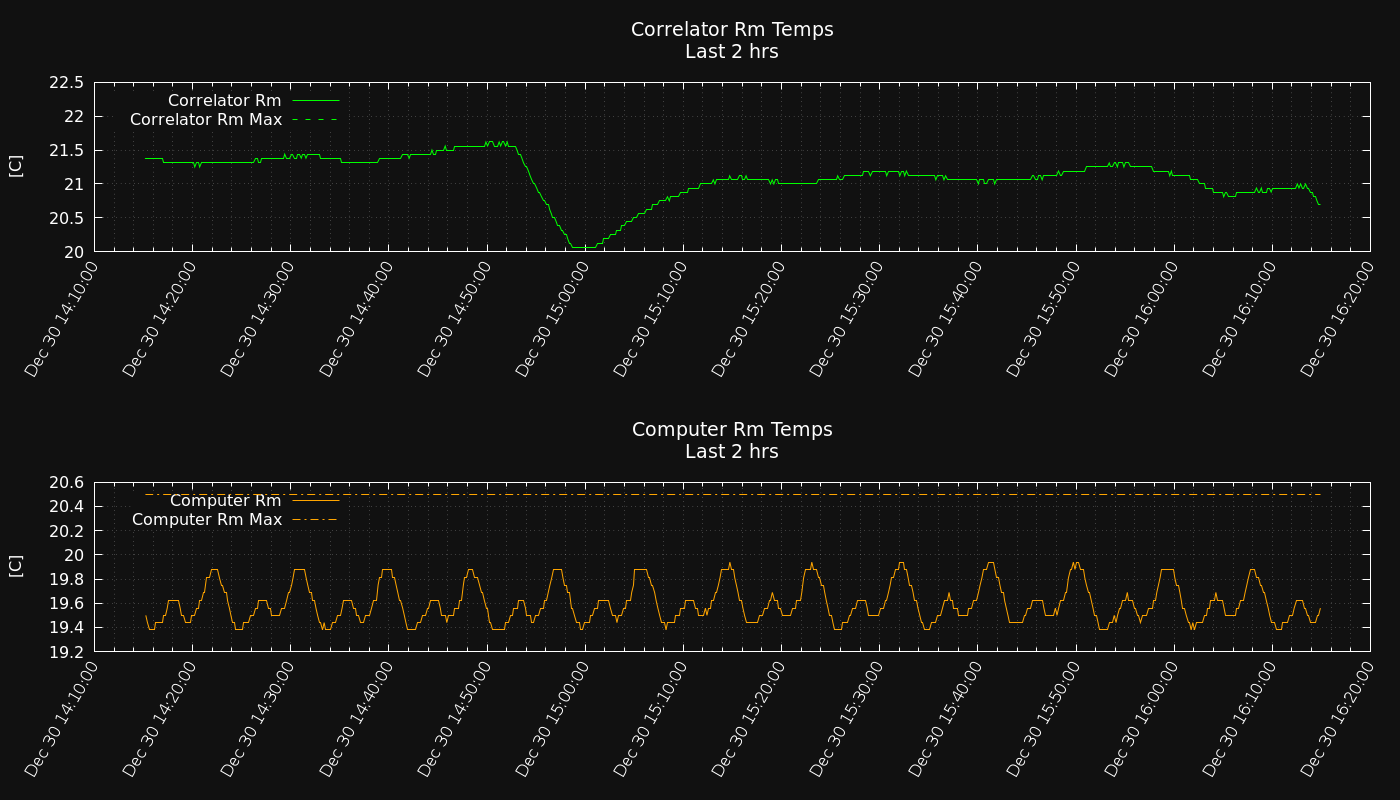 Correlator Rm Temps
Last 2 hrs
22.5
22
21.5
21
20.5
20
[C]
Correlator Rm
Correlator Rm Max
Dec 30 14:10:00
Dec 30 14:20:00
Dec 30 14:30:00
Dec 30 14:40:00
Dec 30 14:50:00
Dec 30 15:00:00
Dec 30 15:10:00
Dec 30 15:20:00
Dec 30 15:30:00
Dec 30 15:40:00
Dec 30 15:50:00
Dec 30 16:00:00
Dec 30 16:10:00
Dec 30 16:20:00
Computer Rm Temps
Last 2 hrs
20.6
20.4
20.2
20
19.8
19.6
19.4
19.2
[C]
Computer Rm
Computer Rm Max
Dec 30 14:10:00
Dec 30 14:20:00
Dec 30 14:30:00
Dec 30 14:40:00
Dec 30 14:50:00
Dec 30 15:00:00
Dec 30 15:10:00
Dec 30 15:20:00
Dec 30 15:30:00
Dec 30 15:40:00
Dec 30 15:50:00
Dec 30 16:00:00
Dec 30 16:10:00
Dec 30 16:20:00